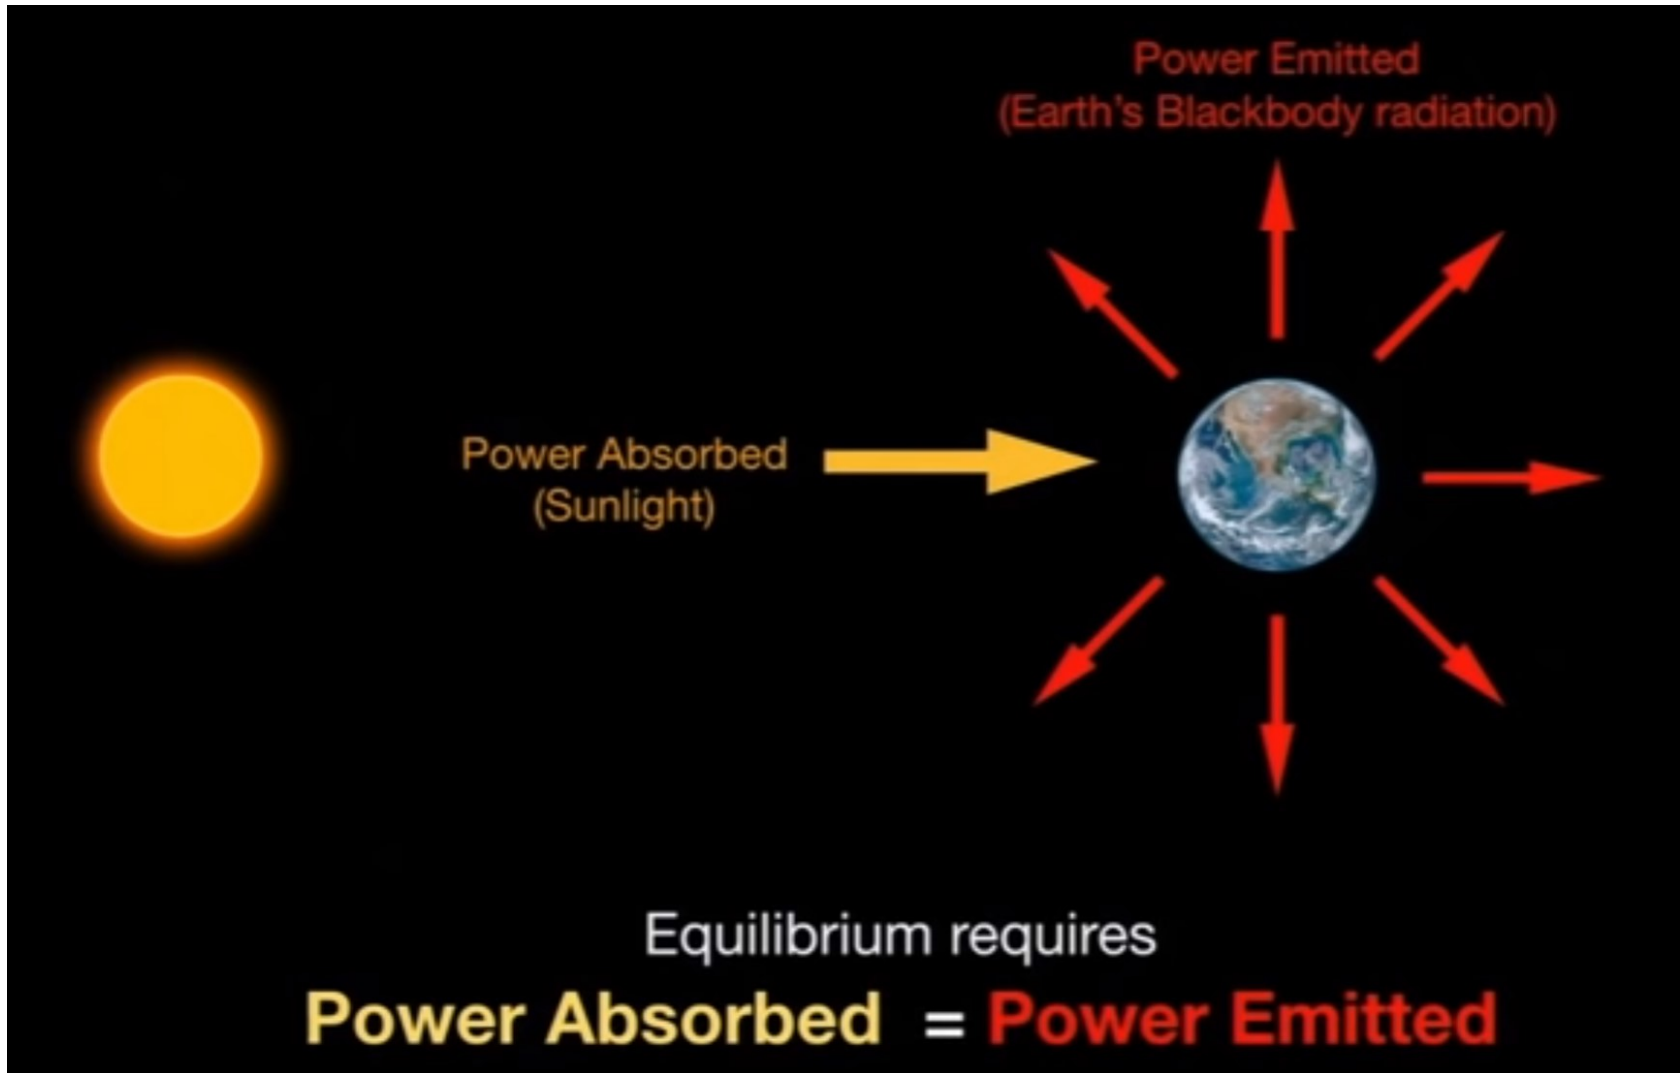 Power Emitted
(Earth's Blackbody radiation)
Power Absorbed
(Sunlight)
Equilibrium requires
Power Absorbed = Power Emitted